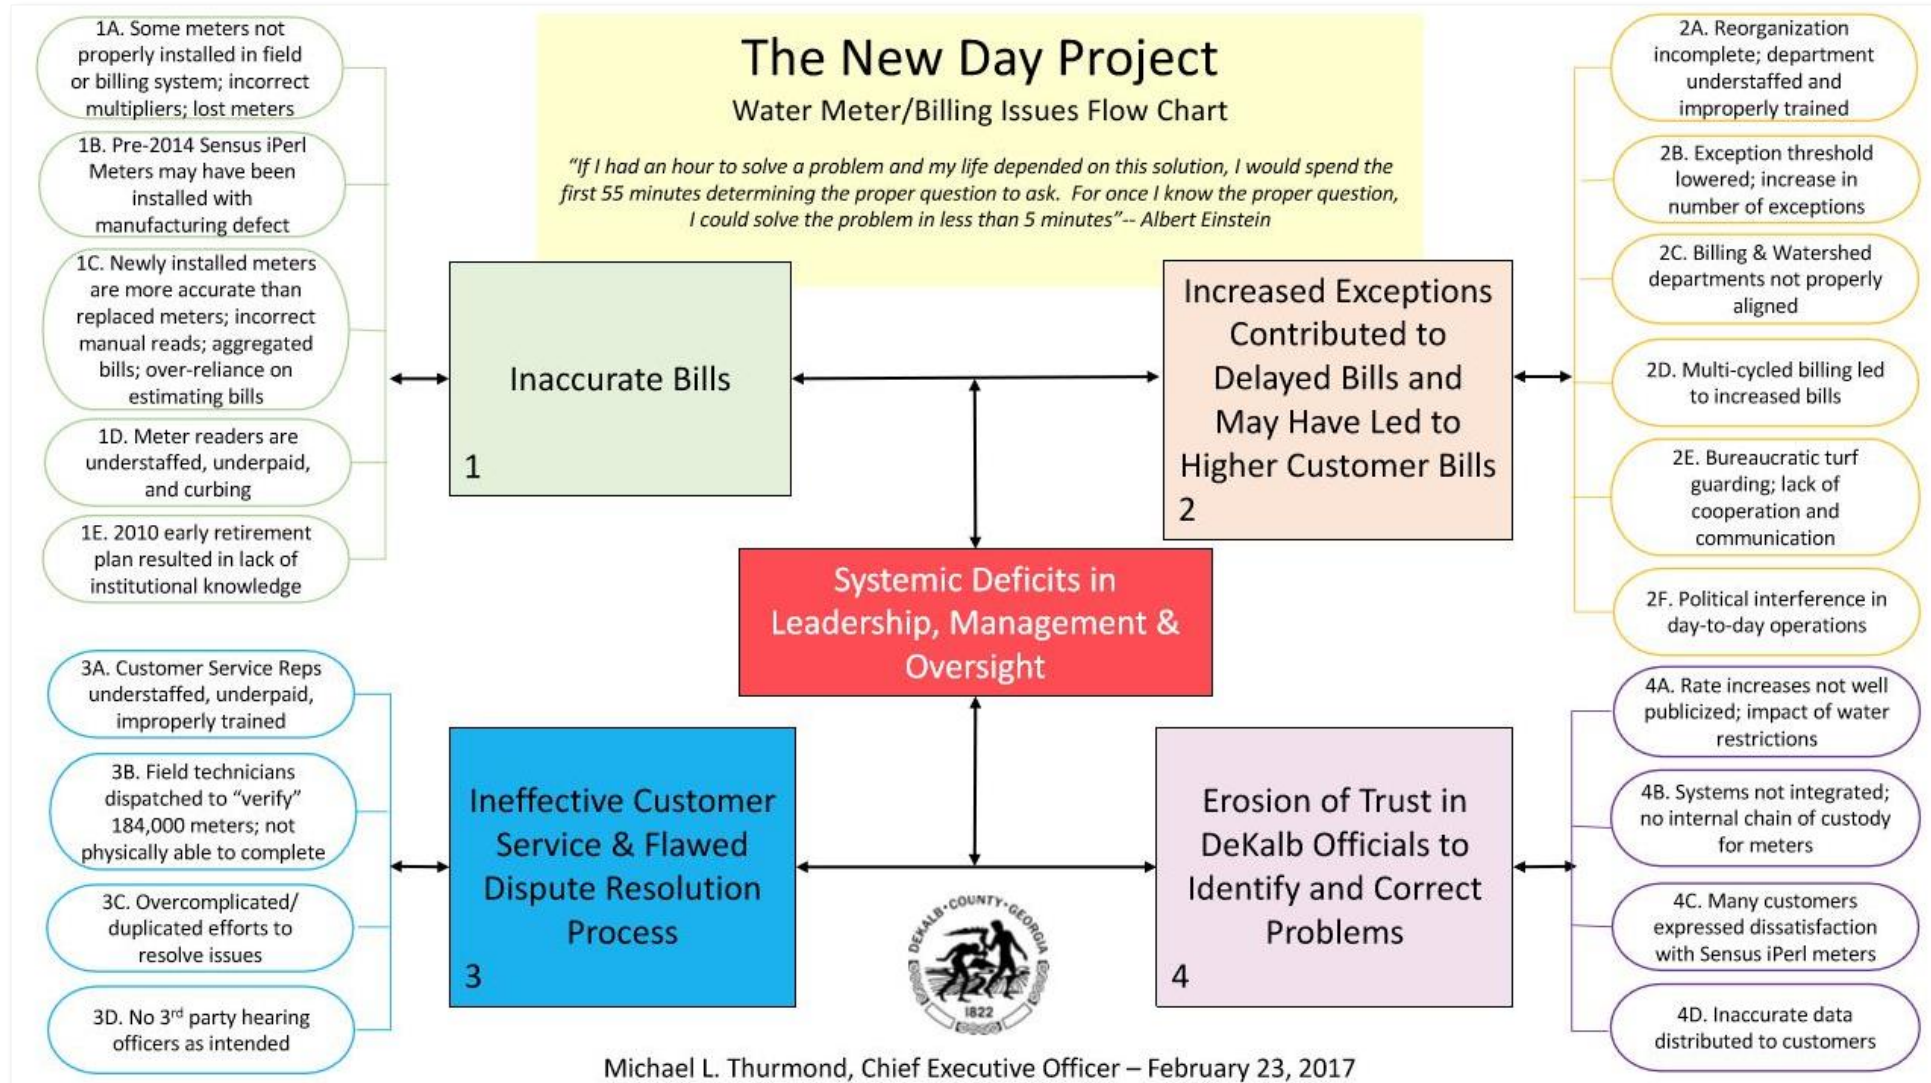 The New Day Project
Water Meter/Billing Issues Flow Chart
“If I had an hour to solve a problem and my life depended on this solution, I would spend the
first 55 minutes determining the proper question to ask.  For once I know the proper question,
I could solve the problem in less than 5 minutes”-- Albert Einstein
1A. Some meters not
properly installed in field
or billing system; incorrect
multipliers; lost meters
1B. Pre-2014 Sensus iPerl
Meters may have been
installed with
manufacturing defect
1C. Newly installed meters
are more accurate than
replaced meters; incorrect
manual reads; aggregated
bills; over-reliance on
estimating bills
1D. Meter readers are
understaffed, underpaid,
and curbing
1E. 2010 early retirement
plan resulted in lack of
institutional knowledge
Inaccurate Bills
1
Increased Exceptions
Contributed to
Delayed Bills and
May Have Led to
Higher Customer Bills
2
2A. Reorganization
incomplete; department
understaffed and
improperly trained
2B. Exception threshold
lowered; increase in
number of exceptions
2C. Billing & Watershed
departments not properly
aligned
2D. Multi-cycled billing led
to increased bills
2E. Bureaucratic turf
guarding; lack of
cooperation and
communication
2F. Political interference in
day-to-day operations
Systemic Deficits in
Leadership, Management &
Oversight
3A. Customer Service Reps
understaffed, underpaid,
improperly trained
3B. Field technicians
dispatched to “verify”
184,000 meters; not
physically able to complete
3C. Overcomplicated/
duplicated efforts to
resolve issues
3D. No 3rd party hearing
officers as intended
Ineffective Customer
Service & Flawed
Dispute Resolution
Process
3
Erosion of Trust in
DeKalb Officials to
Identify and Correct
Problems
4
4A. Rate increases not well
publicized; impact of water
restrictions
4B. Systems not integrated;
no internal chain of custody
for meters
4C. Many customers
expressed dissatisfaction
with Sensus iPerl meters
4D. Inaccurate data
distributed to customers
DEKALB·COUNTY·GEORGIA
1822
Michael L. Thurmond, Chief Executive Officer – February 23, 2017